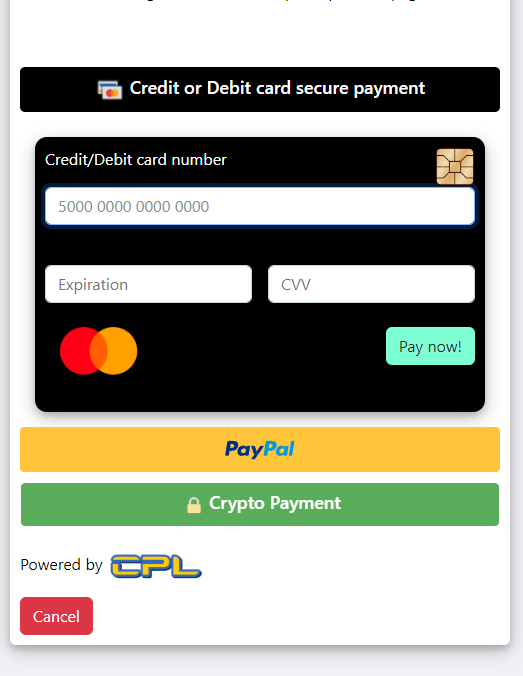 Credit or Debit card secure payment
Credit/Debit card number
5000 0000 0000 0000
Expiration
CVV
Pay now!
PayPal
Crypto Payment
Powered by CPL
Cancel